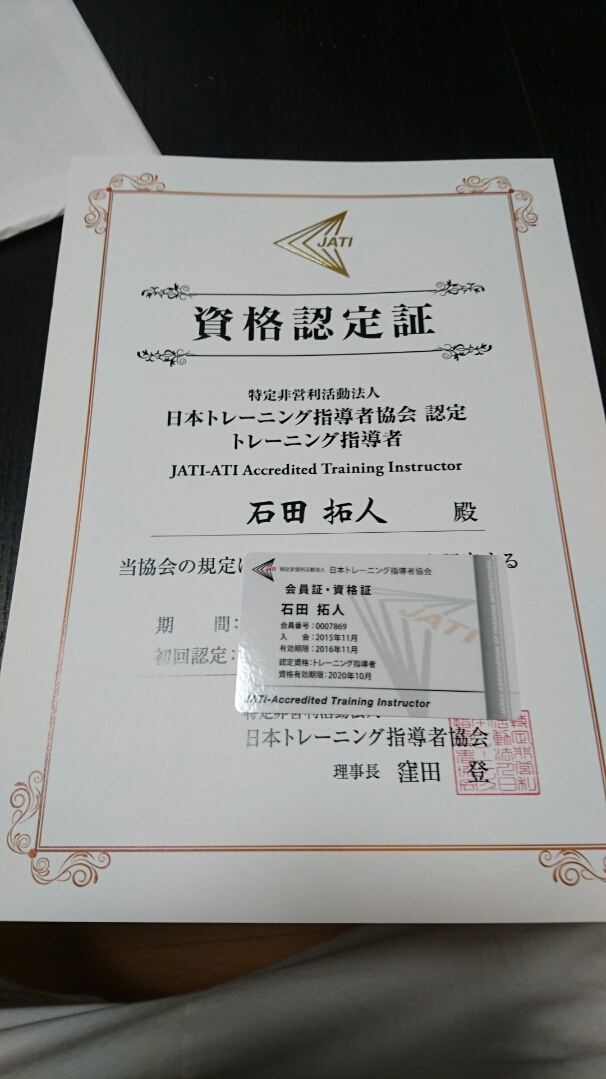 JATI
資格認定証
特定非営利活動法人
日本トレーニング指導者協会 認定
トレーニング指導者
JATI-ATI Accredited Training Instructor
石田 拓人 殿
当協会の規定に
る
JATI 特定非営利活動法人 日本トレーニング指導者協会
会員証・資格証
石田 拓人
JATI
会員番号：0007869
入 会：2015年11月
有効期限：2016年11月
認定資格：トレーニング指導者
資格有効期限：2020年10月
JATI-Accredited Training Instructor
期 間：
初回認定：
特定非営利活動法人
日本トレーニング指導者協会
理事長 窪田 登